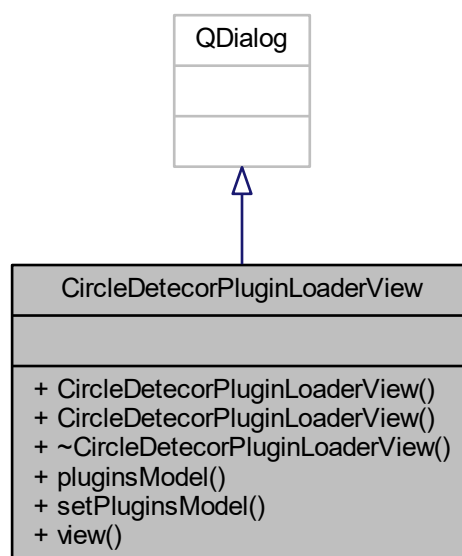 QDialog
CircleDetecorPluginLoaderView
+ CircleDetecorPluginLoaderView()
+ CircleDetecorPluginLoaderView()
+ ~CircleDetecorPluginLoaderView()
+ pluginsModel()
+ setPluginsModel()
+ view()